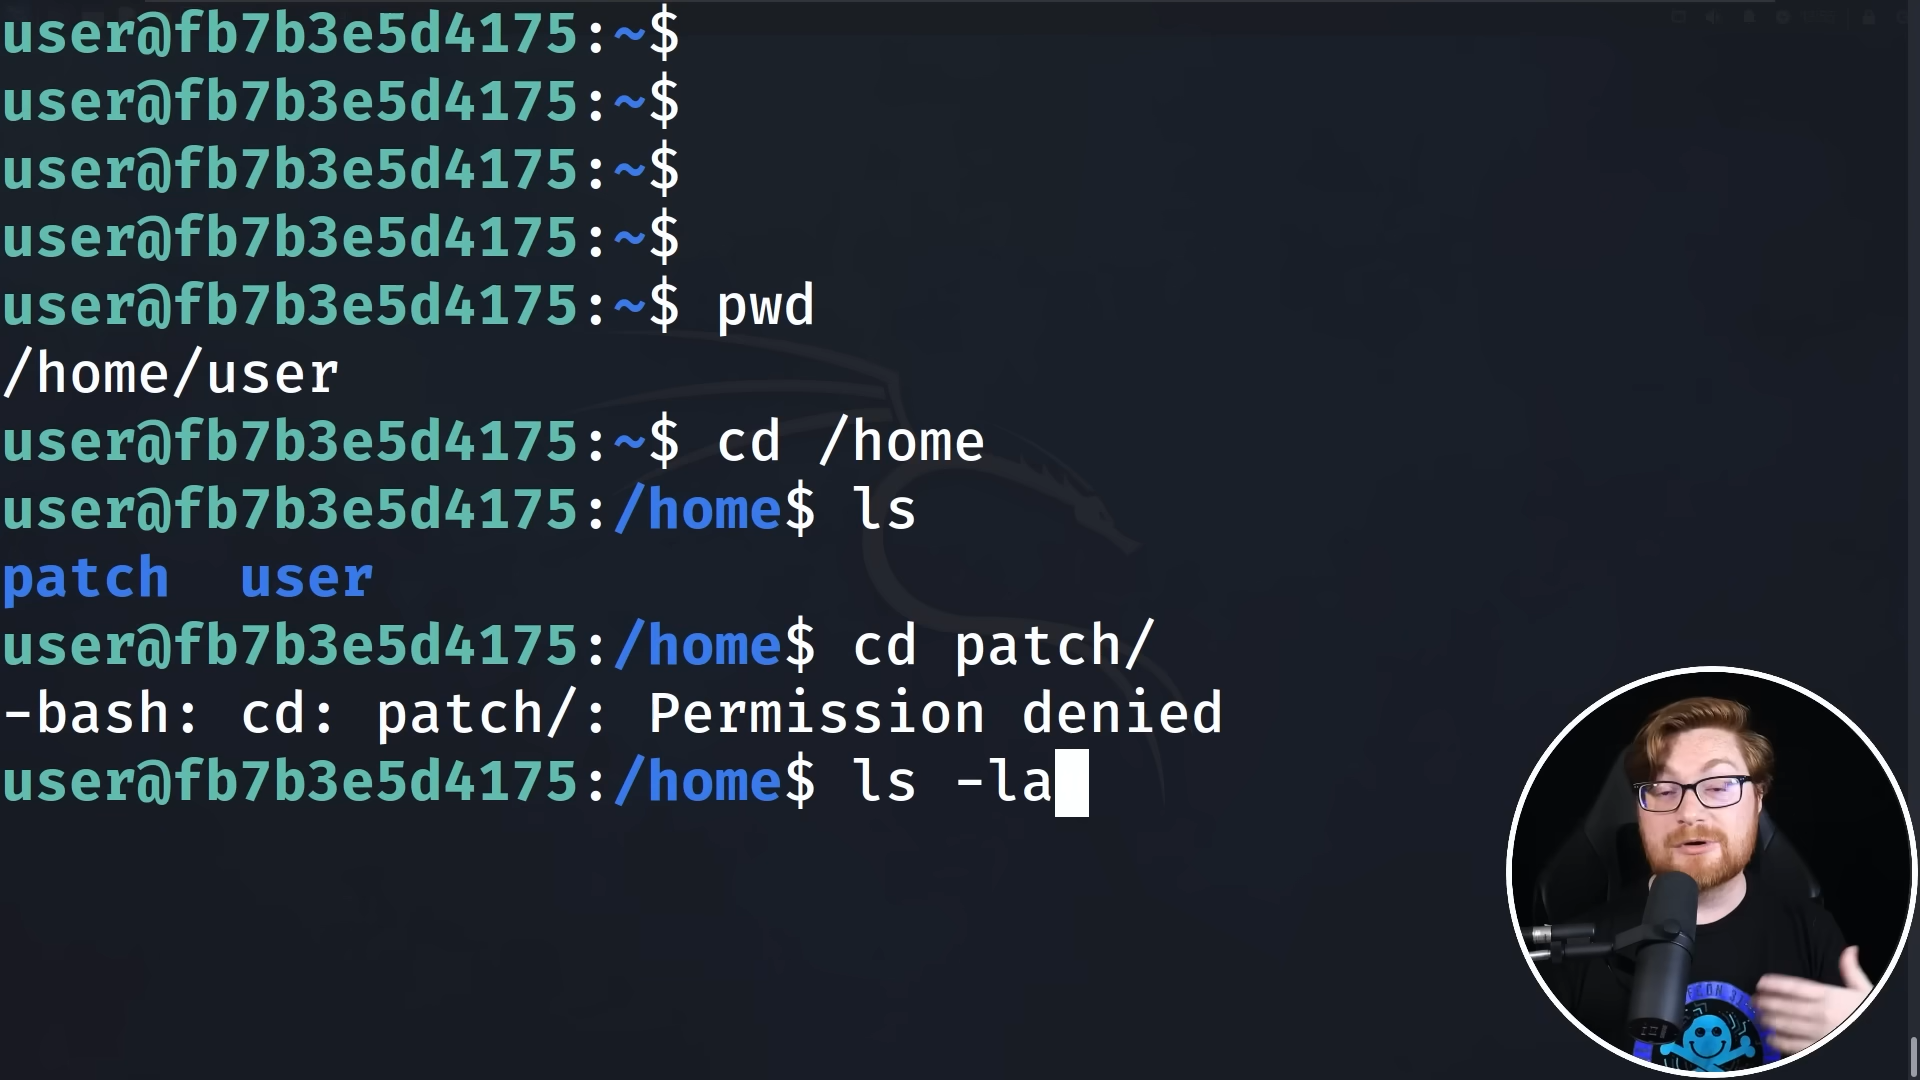 user@fb7b3e5d4175:~$
user@fb7b3e5d4175:~$
user@fb7b3e5d4175:~$
user@fb7b3e5d4175:~$
user@fb7b3e5d4175:~$ pwd
/home/user
user@fb7b3e5d4175:~$ cd /home
user@fb7b3e5d4175:/home$ ls
patch  user
user@fb7b3e5d4175:/home$ cd patch/
-bash: cd: patch/: Permission denied
user@fb7b3e5d4175:/home$ ls -la